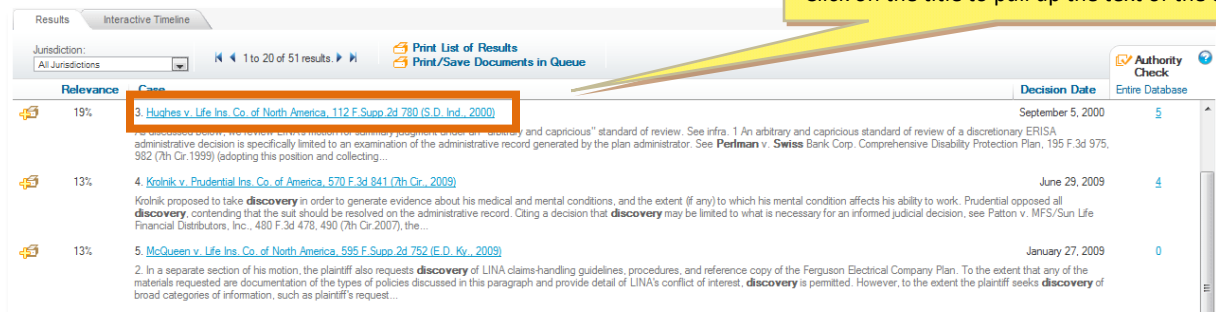 Click on the title to pull up the text of the
Results Interactive Timeline
Jurisdiction:
All Jurisdictions
1 to 20 of 51 results.
Print List of Results
Print/Save Documents in Queue
Authority Check
Relevance Case Decision Date Entire Database
19% 3. Hughes v. Life Ins. Co. of North America, 112 F.Supp.2d 780 (S.D. Ind., 2000) September 5, 2000 5
As discussed below, we review LINA's motion for summary judgment under an "arbitrary and capricious" standard of review. See infra. 1 An arbitrary and capricious standard of review of a discretionary ERISA
administrative decision is specifically limited to an examination of the administrative record generated by the plan administrator. See Perlman v. Swiss Bank Corp. Comprehensive Disability Protection Plan, 195 F.3d 975,
982 (7th Cir.1999) (adopting this position and collecting...
13% 4. Krolnik v. Prudential Ins. Co. of America, 570 F.3d 841 (7th Cir., 2009) June 29, 2009 4
Krolnik proposed to take discovery in order to generate evidence about his medical and mental conditions, and the extent (if any) to which his mental condition affects his ability to work. Prudential opposed all
discovery, contending that the suit should be resolved on the administrative record. Citing a decision that discovery may be limited to what is necessary for an informed judicial decision, see Patton v. MFS/Sun Life
Financial Distributors, Inc., 480 F.3d 478, 490 (7th Cir.2007), the...
13% 5. McQueen v. Life Ins. Co. of North America, 595 F.Supp.2d 752 (E.D. Ky., 2009) January 27, 2009 0
2. In a separate section of his motion, the plaintiff also requests discovery of LINA claims-handling guidelines, procedures, and reference copy of the Ferguson Electrical Company Plan. To the extent that any of the
materials requested are documentation of the types of policies discussed in this paragraph and provide detail of LINA's conflict of interest, discovery is permitted. However, to the extent the plaintiff seeks discovery of
broad categories of information, such as plaintiff's request...